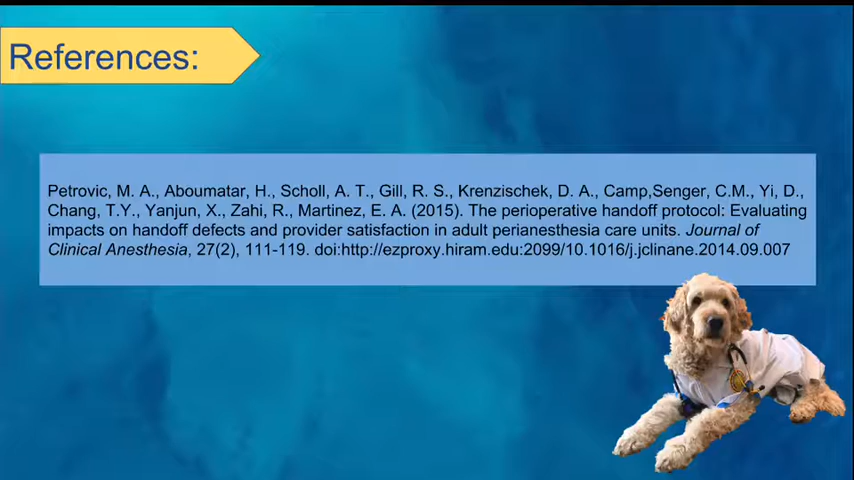 References:
Petrovic, M. A., Aboumatar, H., Scholl, A. T., Gill, R. S., Krenzischek, D. A., Camp,Senger, C.M., Yi, D.,
Chang, T.Y., Yanjun, X., Zahi, R., Martinez, E. A. (2015). The perioperative handoff protocol: Evaluating
impacts on handoff defects and provider satisfaction in adult perianesthesia care units. Journal of
Clinical Anesthesia, 27(2), 111-119. doi:http://ezproxy.hiram.edu:2099/10.1016/j.jclinane.2014.09.007